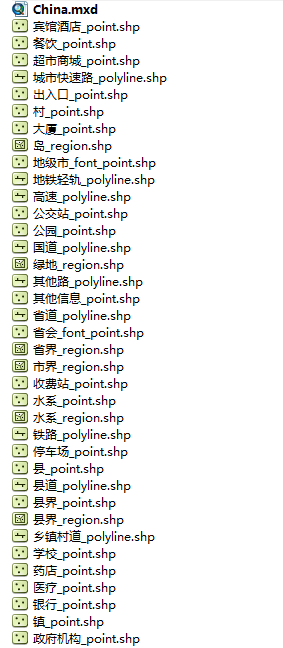 China.mxd
宾馆酒店_point.shp
餐饮_point.shp
超市商城_point.shp
城市快速路_polyline.shp
出入口_point.shp
村_point.shp
大厦_point.shp
岛_region.shp
地级市_font_point.shp
地铁轻轨_polyline.shp
高速_polyline.shp
公交站_point.shp
公园_point.shp
国道_polyline.shp
绿地_region.shp
其他路_polyline.shp
其他信息_point.shp
省道_polyline.shp
省会_font_point.shp
省界_region.shp
市界_region.shp
收费站_point.shp
水系_point.shp
水系_region.shp
铁路_polyline.shp
停车场_point.shp
县_point.shp
县道_polyline.shp
县界_point.shp
县界_region.shp
乡镇村道_polyline.shp
学校_point.shp
药店_point.shp
医疗_point.shp
银行_point.shp
镇_point.shp
政府机构_point.shp